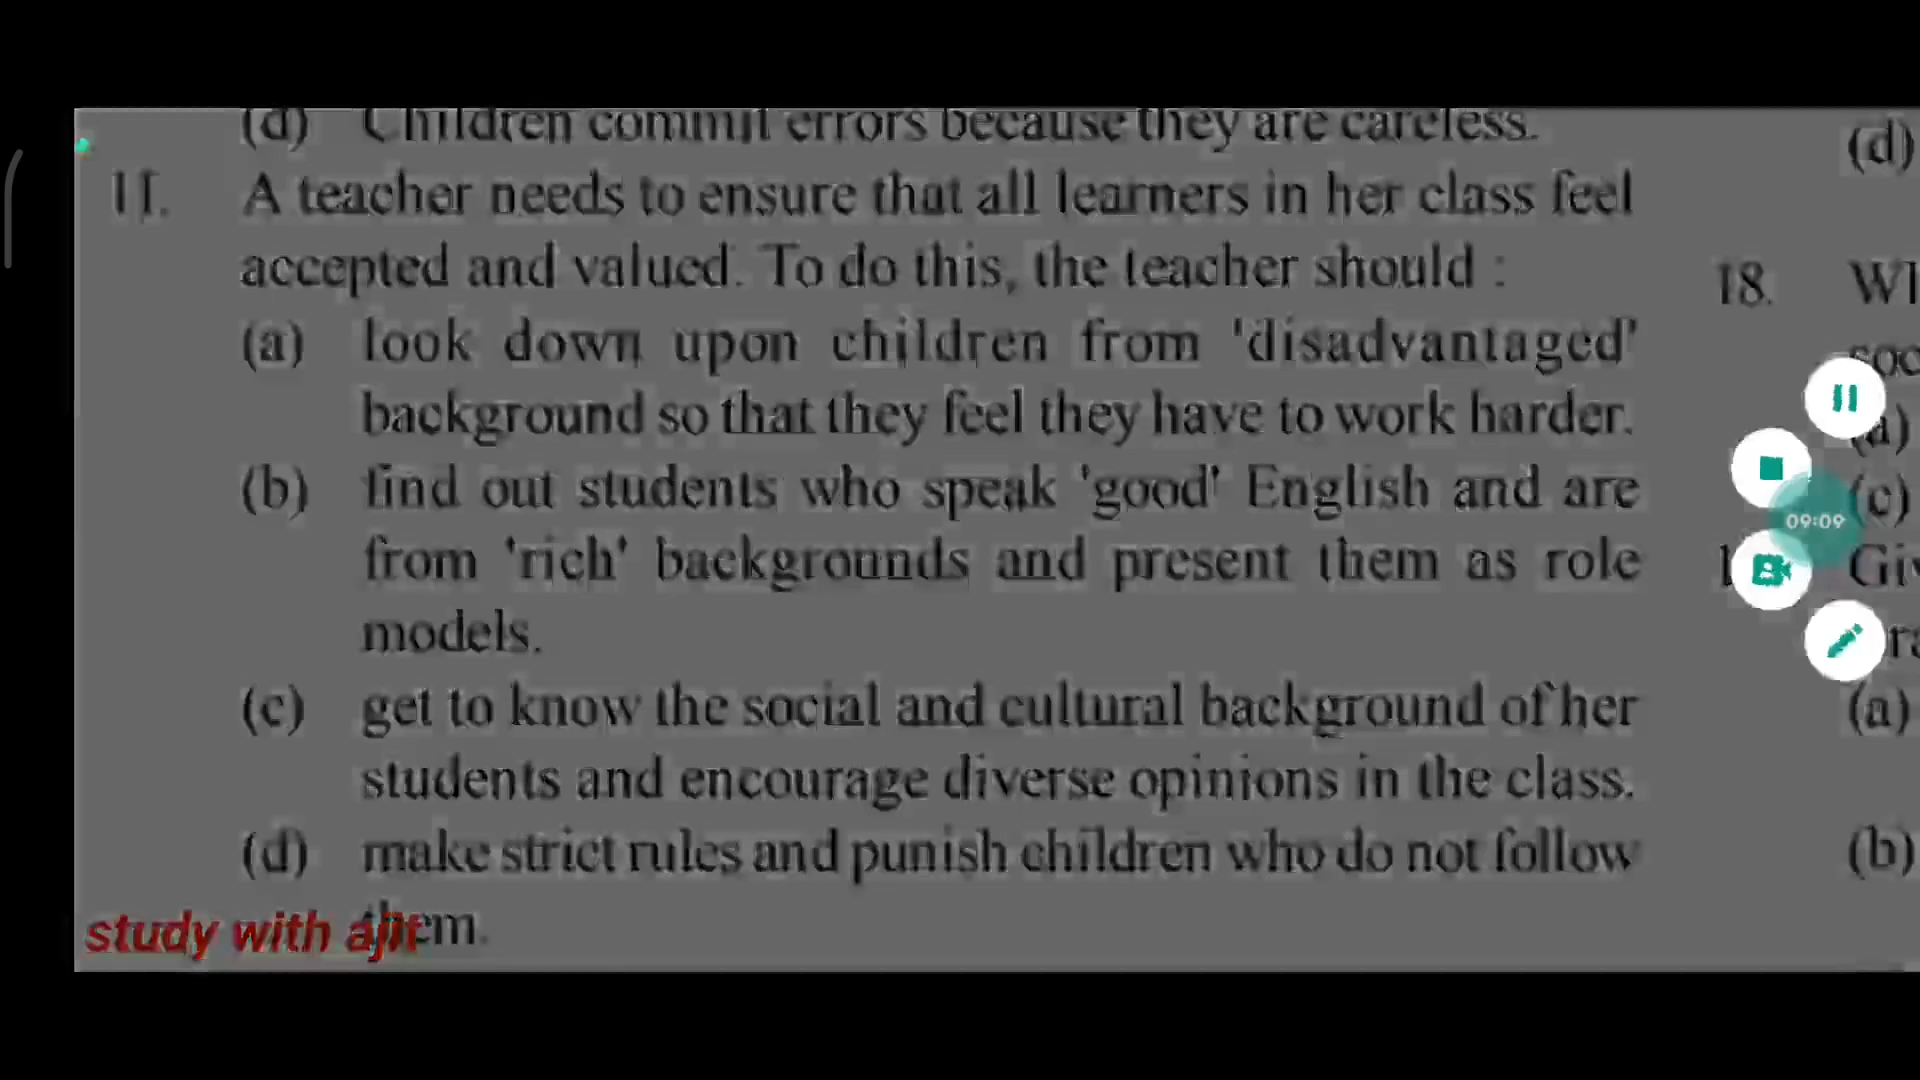 (d) Children commit errors because they are careless.
11. A teacher needs to ensure that all learners in her class feel
accepted and valued. To do this, the teacher should :
(a) look down upon children from 'disadvantaged'
background so that they feel they have to work harder.
(b) find out students who speak 'good' English and are
from 'rich' backgrounds and present them as role
models.
(c) get to know the social and cultural background of her
students and encourage diverse opinions in the class.
(d) make strict rules and punish children who do not follow
them.
study with ajit
(d)
18.
(a)
(c)
09:09
(a)
(b)